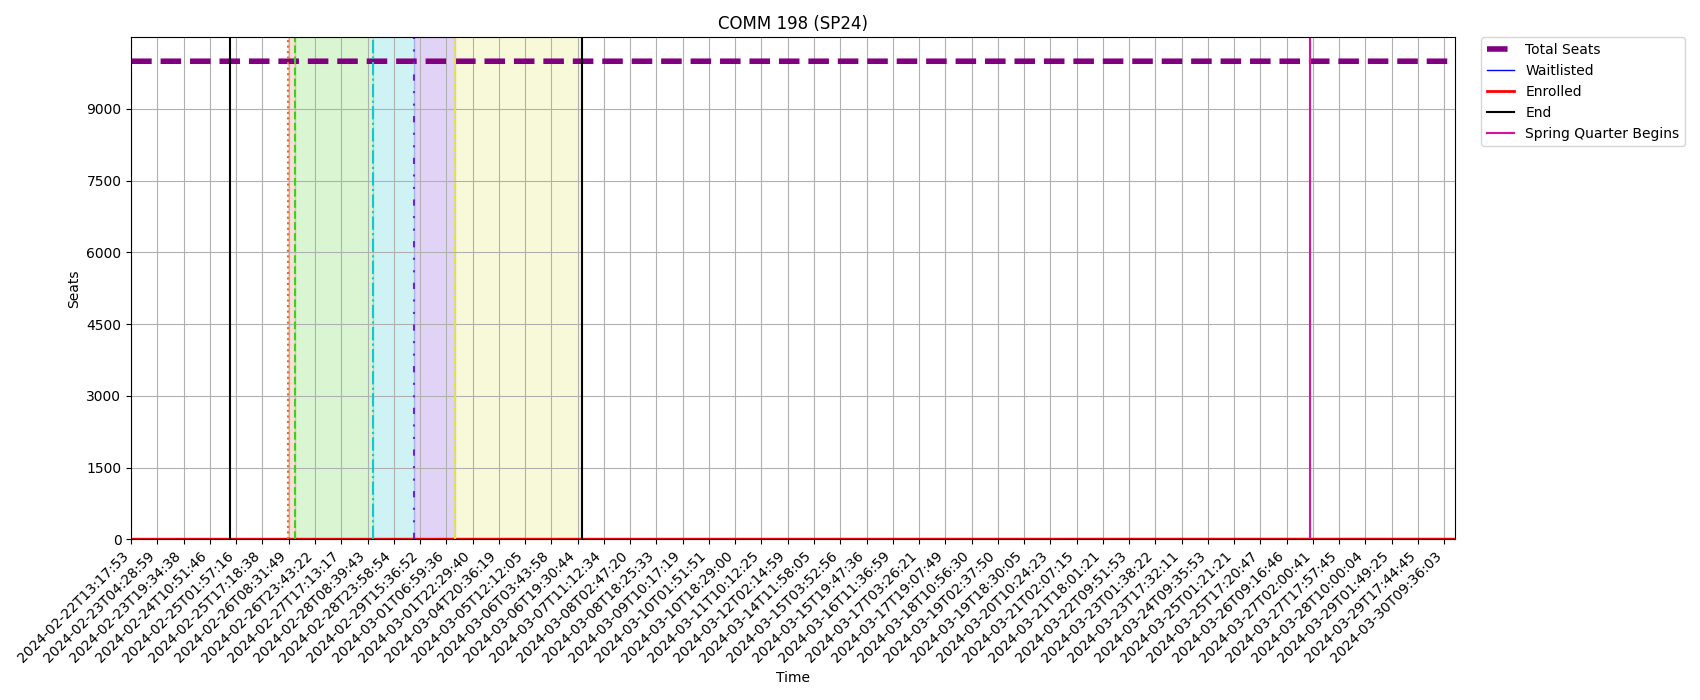 COMM 198 (SP24)
Total Seats
Waitlisted
Enrolled
End
Spring Quarter Begins
Seats
9000
7500
6000
4500
3000
1500
0
2024-02-22T13:17:53
2024-02-23T04:28:59
2024-02-23T19:34:38
2024-02-24T10:51:46
2024-02-25T01:57:16
2024-02-25T17:18:38
2024-02-26T08:31:49
2024-02-26T23:43:22
2024-02-27T17:13:17
2024-02-28T08:39:43
2024-02-28T23:58:54
2024-02-29T15:36:52
2024-03-01T06:59:36
2024-03-01T22:29:40
2024-03-04T20:36:19
2024-03-05T12:12:05
2024-03-06T03:43:58
2024-03-06T19:30:44
2024-03-07T11:12:34
2024-03-08T02:47:20
2024-03-08T18:25:33
2024-03-09T10:17:19
2024-03-10T01:51:51
2024-03-10T18:29:00
2024-03-11T10:12:25
2024-03-12T02:14:59
2024-03-14T11:58:05
2024-03-15T03:52:56
2024-03-15T19:47:36
2024-03-16T11:36:59
2024-03-17T03:26:21
2024-03-17T19:07:49
2024-03-18T10:56:30
2024-03-19T02:37:50
2024-03-19T18:30:05
2024-03-20T10:24:23
2024-03-21T02:07:15
2024-03-21T18:01:21
2024-03-22T09:51:53
2024-03-23T01:38:22
2024-03-23T17:32:11
2024-03-24T09:35:53
2024-03-25T01:21:21
2024-03-25T17:20:47
2024-03-26T09:16:46
2024-03-27T02:00:41
2024-03-27T17:57:45
2024-03-28T10:00:04
2024-03-29T01:49:25
2024-03-29T17:44:45
2024-03-30T09:36:03
Time